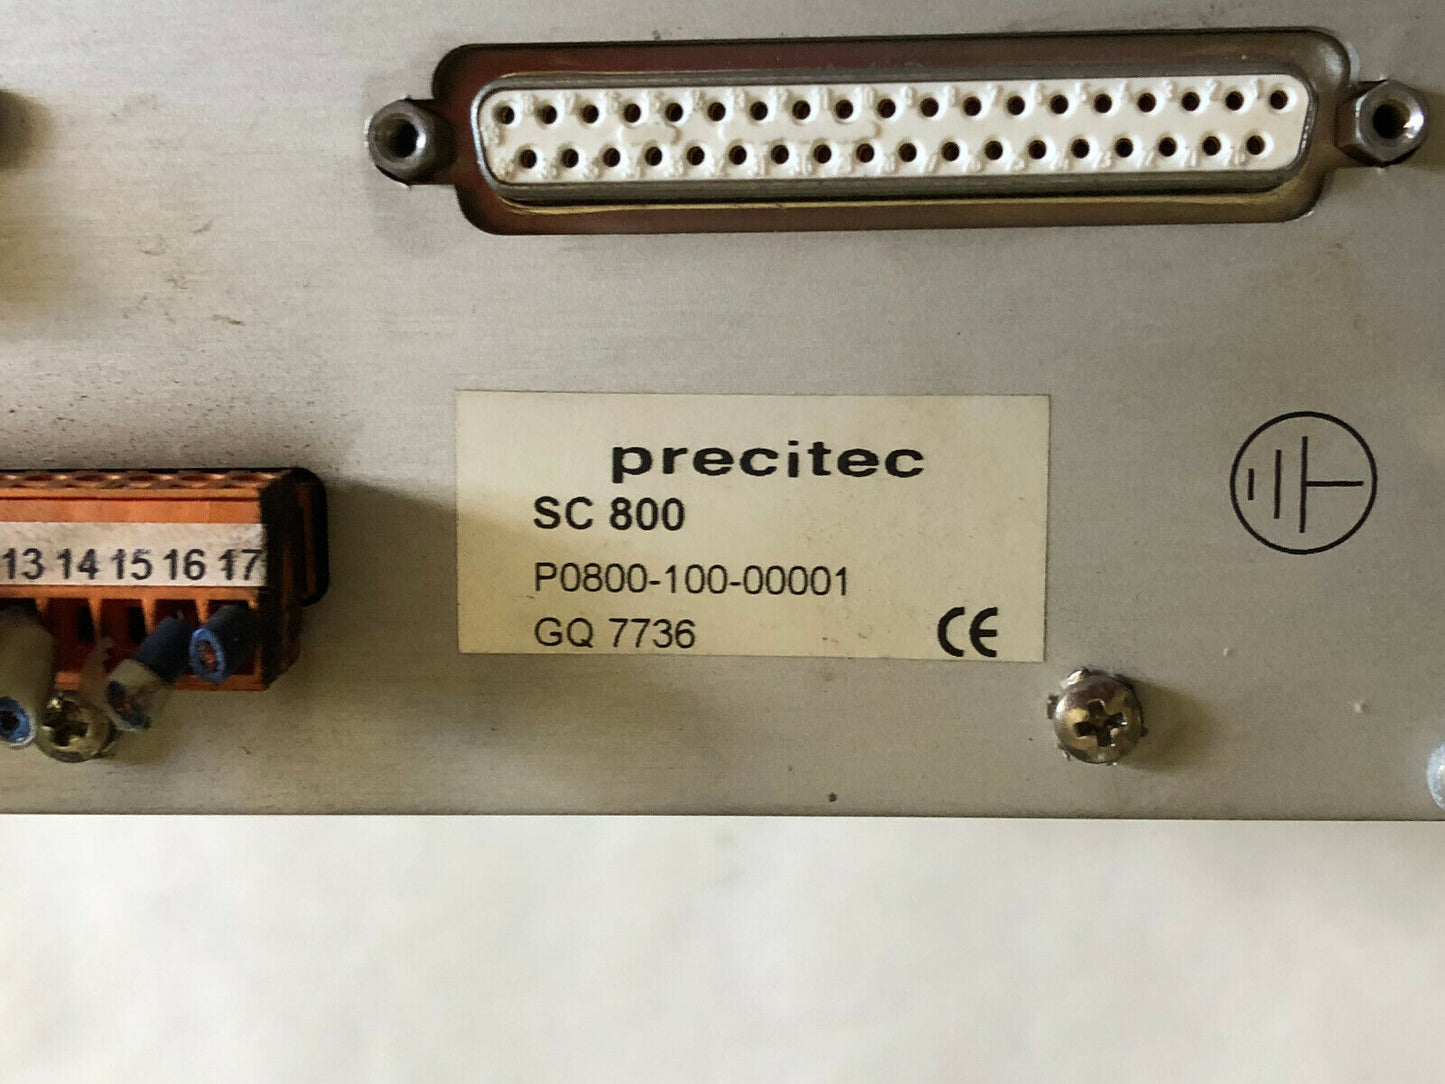 precitec
SC 800
P0800-100-00001
GQ 7736
CE
13 14 15 16 17